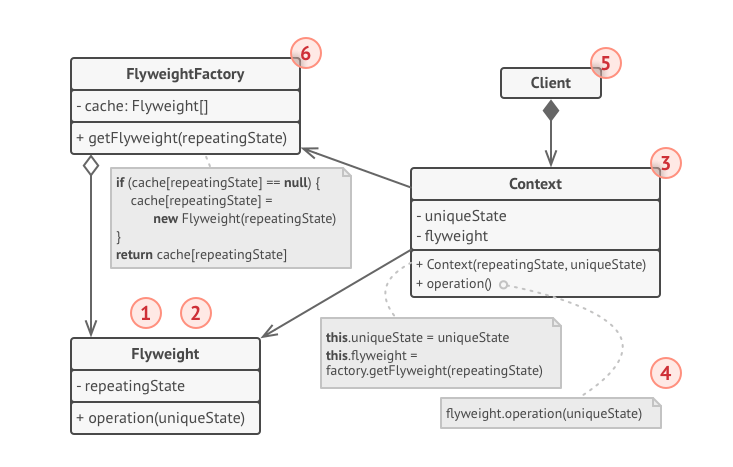 6
FlyweightFactory
- cache: Flyweight[]
+ getFlyweight(repeatingState)
if (cache[repeatingState] == null) {
cache[repeatingState] =
new Flyweight(repeatingState)
}
return cache[repeatingState]
5
Client
3
Context
- uniqueState
- flyweight
+ Context(repeatingState, uniqueState)
+ operation()
1
2
Flyweight
- repeatingState
+ operation(uniqueState)
this.uniqueState = uniqueState
this.flyweight =
factory.getFlyweight(repeatingState)
4
flyweight.operation(uniqueState)